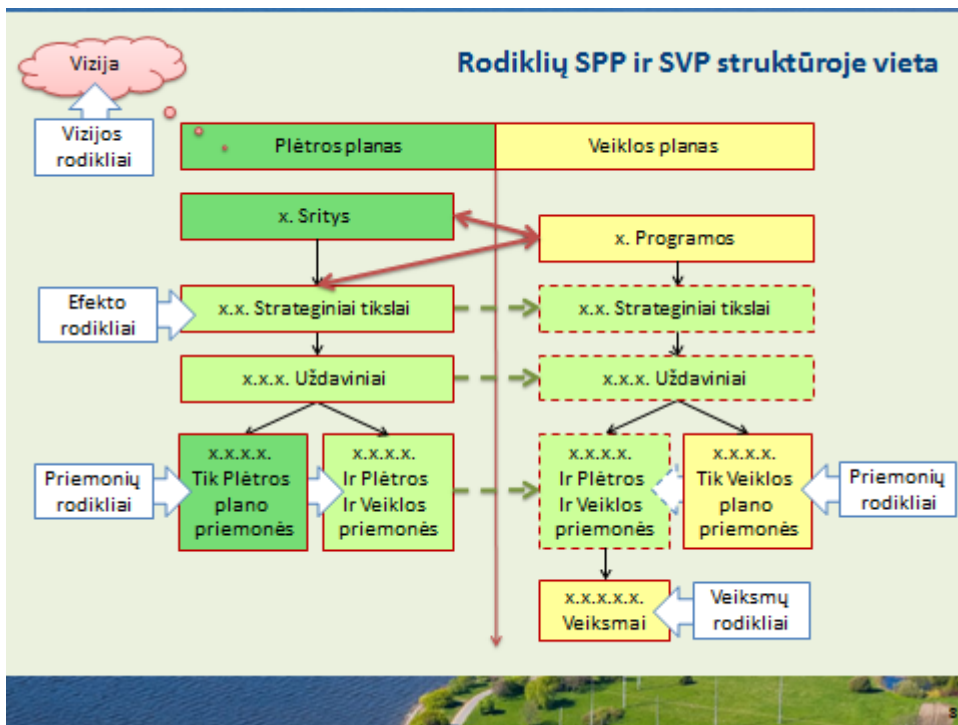 Vizija
Rodiklių SPP ir SVP struktūroje vieta
Vizijos
rodikliai
Plėtros planas
Veiklos planas
x. Sritys
x. Programos
Efekto
rodikliai
x.x. Strateginiai tikslai
x.x. Strateginiai tikslai
x.x.x. Uždaviniai
x.x.x. Uždaviniai
Priemonių
rodikliai
x.x.x.x.
Tik Plėtros
plano
priemonės
x.x.x.x.
Ir Plėtros
Ir Veiklos
priemonės
x.x.x.x.
Ir Plėtros
Ir Veiklos
priemonės
x.x.x.x.
Tik Veiklos
plano
priemonės
Priemonių
rodikliai
x.x.x.x.x.
Veiksmai
Veiksmų
rodikliai